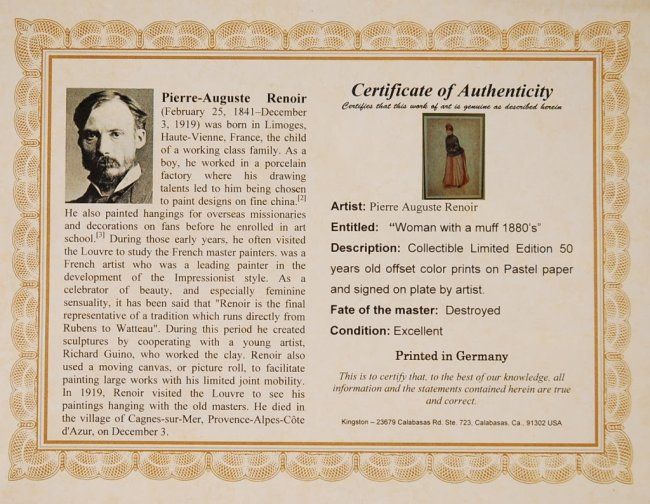 Pierre-Auguste Renoir
(February 25, 1841–December
3, 1919) was born in Limoges,
Haute-Vienne, France, the child
of a working class family. As a
boy, he worked in a porcelain
factory where his drawing
talents led to him being chosen
to paint designs on fine china.[2]
He also painted hangings for overseas missionaries
and decorations on fans before he enrolled in art
school.[3] During those early years, he often visited
the Louvre to study the French master painters. was a
French artist who was a leading painter in the
development of the Impressionist style. As a
celebrator of beauty, and especially feminine
sensuality, it has been said that "Renoir is the final
representative of a tradition which runs directly from
Rubens to Watteau". During this period he created
sculptures by cooperating with a young artist,
Richard Guino, who worked the clay. Renoir also
used a moving canvas, or picture roll, to facilitate
painting large works with his limited joint mobility.
In 1919, Renoir visited the Louvre to see his
paintings hanging with the old masters. He died in
the village of Cagnes-sur-Mer, Provence-Alpes-Côte
d'Azur, on December 3.
Certificate of Authenticity
Certifies that this work of art is genuine as described herein
Artist: Pierre Auguste Renoir
Entitled: “Woman with a muff 1880's”
Description: Collectible Limited Edition 50
years old offset color prints on Pastel paper
and signed on plate by artist.
Fate of the master: Destroyed
Condition: Excellent
Printed in Germany
This is to certify that, to the best of our knowledge, all
information and the statements contained herein are true
and correct.
Kingston – 23679 Calabasas Rd. Ste. 723, Calabasas, Ca., 91302 USA